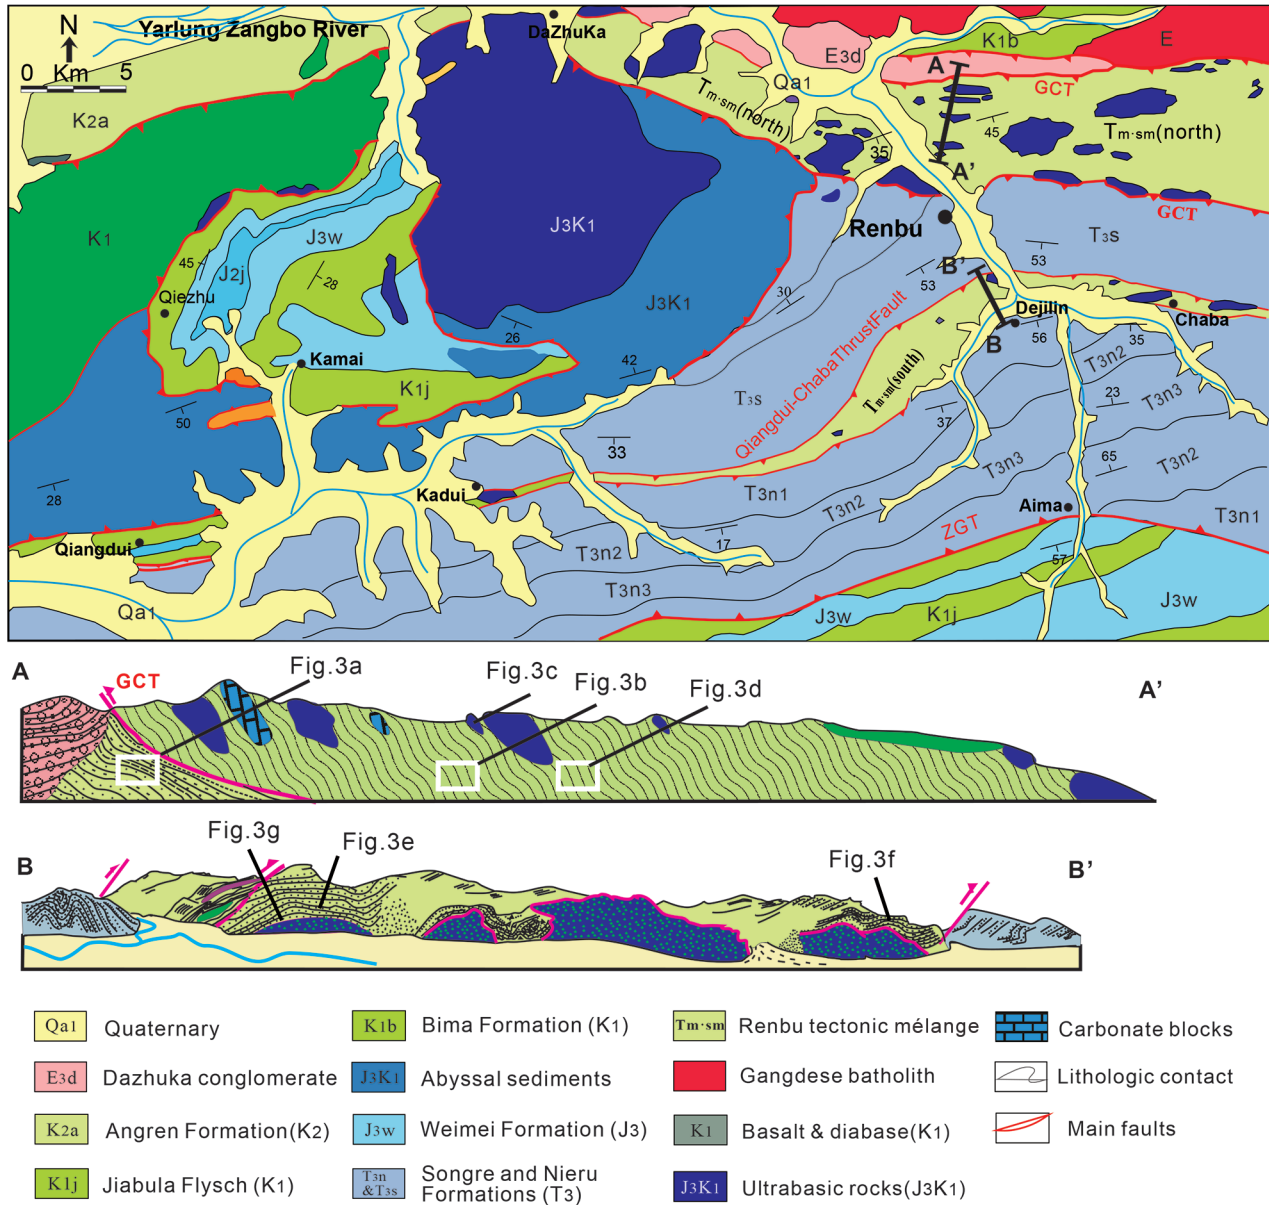 Yarlung Zangbo River
DaZhuKa
N
0 Km 5
K2a
K1
K1b
E
E3d
Qa1
A
GCT
Tm·sm(north)
45
Tm·sm(north)
35
A'
GCT
Renbu
T3s
53
J3K1
J3w
45
J2j
28
Qiezhu
Kamai
K1j
26
J3K1
42
30
53
B'
Dejilin
B
56
35
Chaba
T3s
Qiangdui-ChabaThrustFault
Tm·sm(south)
T3n2
T3n3
23
37
65
T3n2
50
33
28
Kadui
T3n1
T3n2
T3n3
Aima
T3n1
Qiangdui
17
ZGT
57
T3n2
T3n3
Qa1
J3w
K1j
J3w
A
GCT
Fig.3a
Fig.3c
Fig.3b
Fig.3d
A'
B
Fig.3g
Fig.3e
Fig.3f
B'
Qa1 Quaternary
K1b Bima Formation (K1)
Tm·sm Renbu tectonic mélange
Carbonate blocks
E3d Dazhuka conglomerate
J3K1 Abyssal sediments
Gangdese batholith
Lithologic contact
K2a Angren Formation(K2)
J3w Weimei Formation (J3)
K1 Basalt & diabase(K1)
Main faults
K1j Jiabula Flysch (K1)
T3n
&T3s
Songre and Nieru
Formations (T3)
J3K1 Ultrabasic rocks(J3K1)